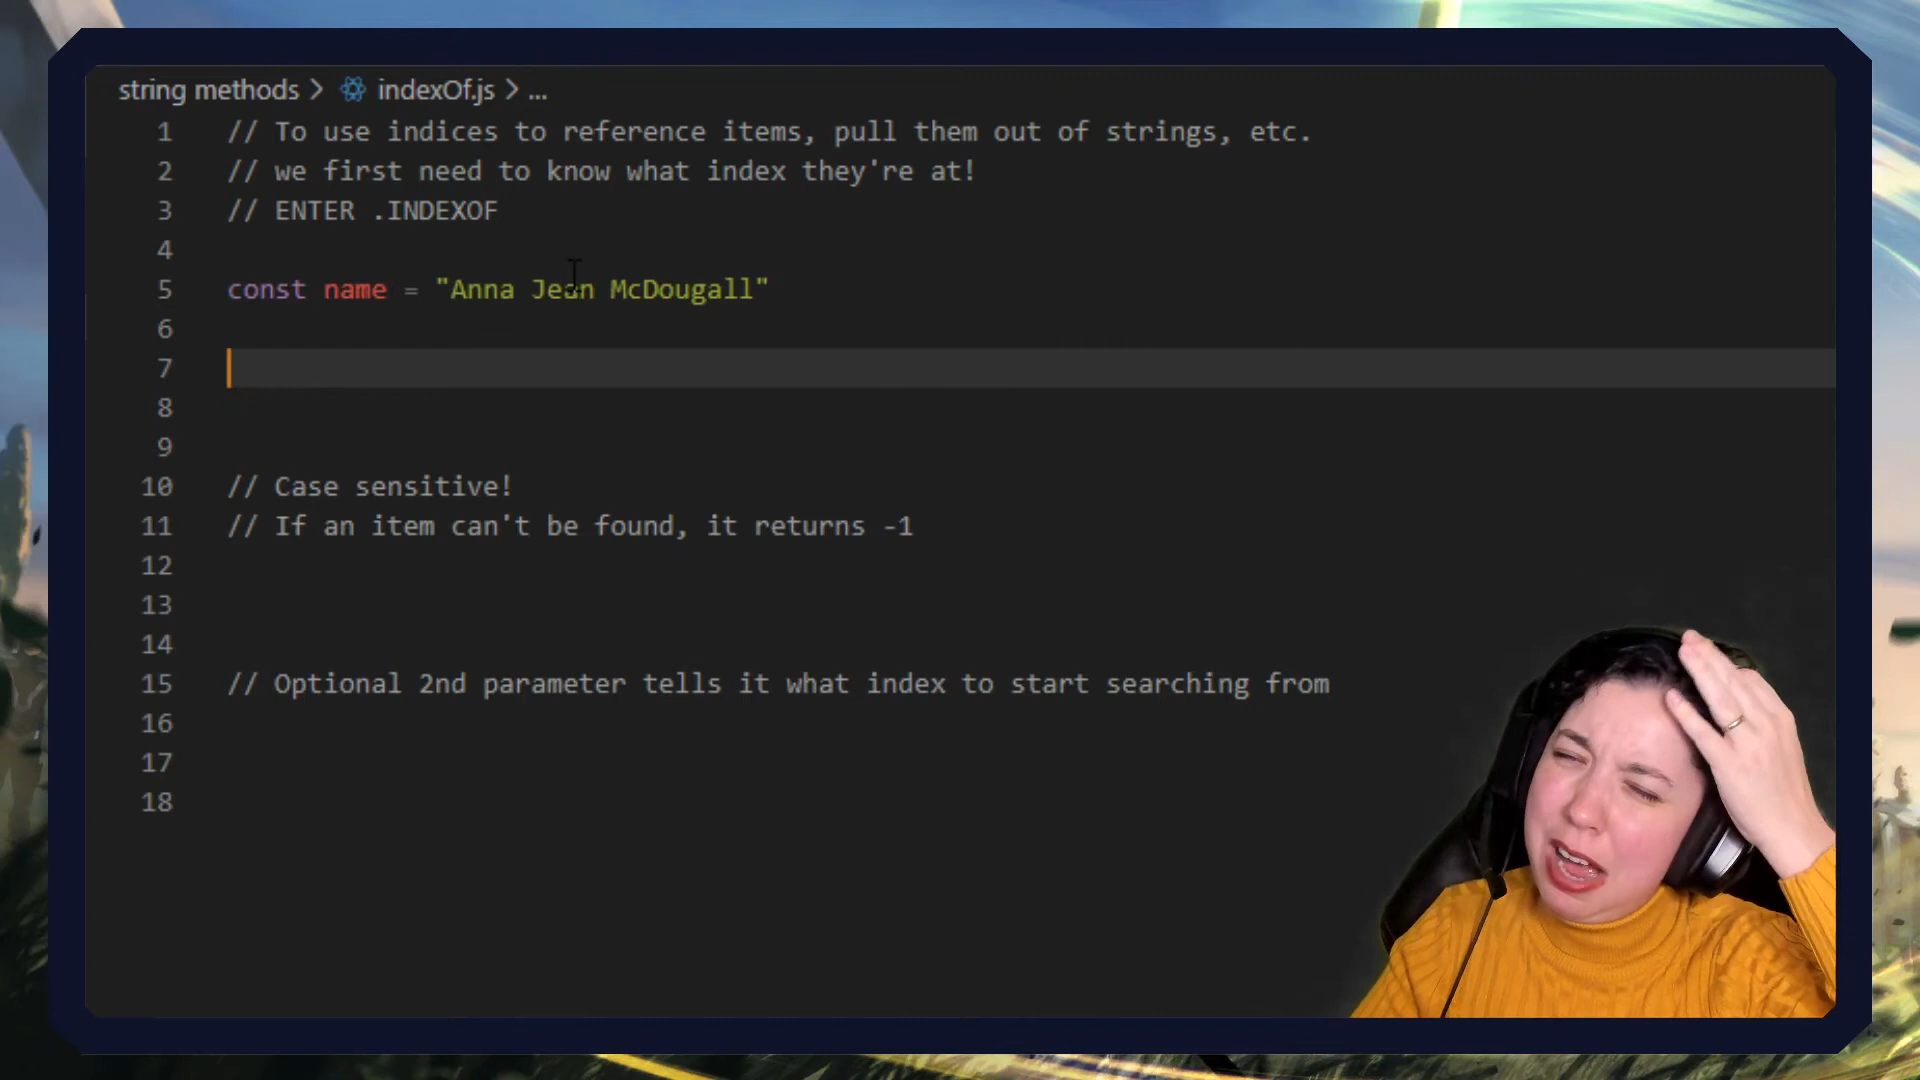 string methods > indexOf.js > ...
1 // To use indices to reference items, pull them out of strings, etc.
2 // we first need to know what index they're at!
3 // ENTER .INDEXOF
4
5 const name = "Anna Jean McDougall"
6
7
8
9
10 // Case sensitive!
11 // If an item can't be found, it returns -1
12
13
14
15 // Optional 2nd parameter tells it what index to start searching from
16
17
18